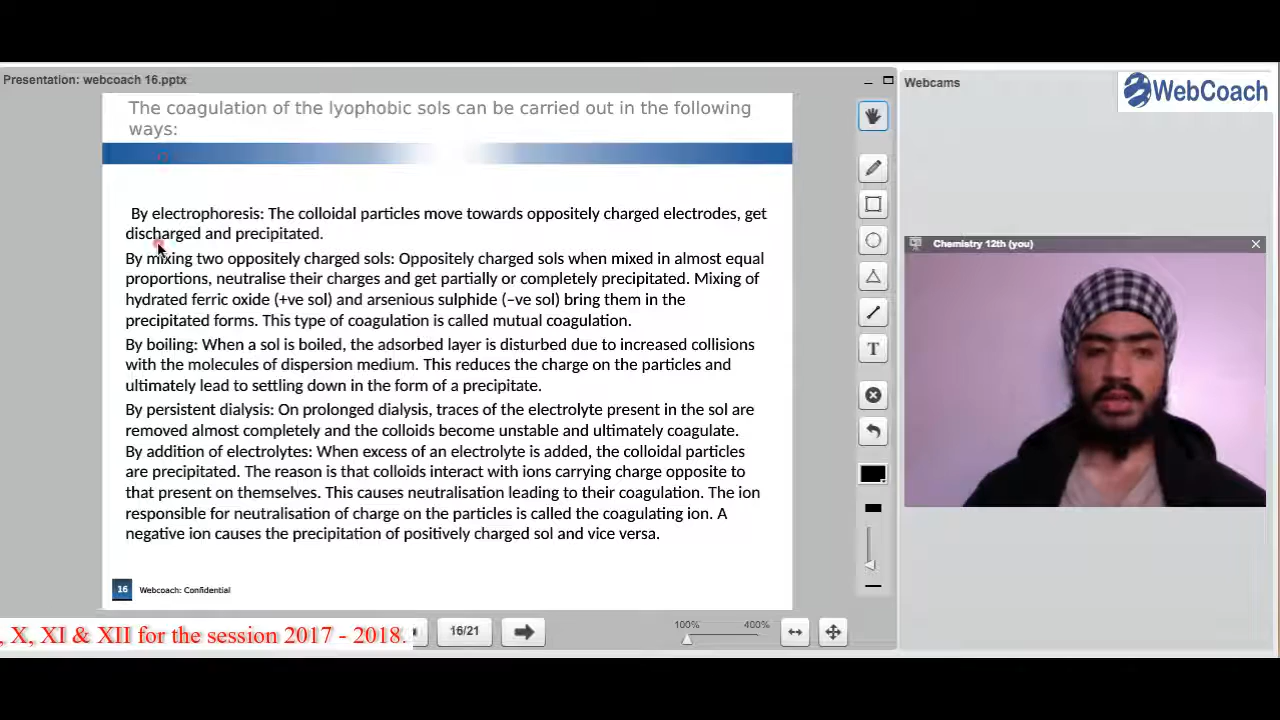 Presentation: webcoach 16.pptx
Webcams
WebCoach
The coagulation of the lyophobic sols can be carried out in the following
ways:
By electrophoresis: The colloidal particles move towards oppositely charged electrodes, get
discharged and precipitated.
By mixing two oppositely charged sols: Oppositely charged sols when mixed in almost equal
proportions, neutralise their charges and get partially or completely precipitated. Mixing of
hydrated ferric oxide (+ve sol) and arsenious sulphide (–ve sol) bring them in the
precipitated forms. This type of coagulation is called mutual coagulation.
By boiling: When a sol is boiled, the adsorbed layer is disturbed due to increased collisions
with the molecules of dispersion medium. This reduces the charge on the particles and
ultimately lead to settling down in the form of a precipitate.
By persistent dialysis: On prolonged dialysis, traces of the electrolyte present in the sol are
removed almost completely and the colloids become unstable and ultimately coagulate.
By addition of electrolytes: When excess of an electrolyte is added, the colloidal particles
are precipitated. The reason is that colloids interact with ions carrying charge opposite to
that present on themselves. This causes neutralisation leading to their coagulation. The ion
responsible for neutralisation of charge on the particles is called the coagulating ion. A
negative ion causes the precipitation of positively charged sol and vice versa.
16
Webcoach: Confidential
T
Chemistry 12th (you)
, X, XI & XII for the session 2017 - 2018.
16/21
100%
400%